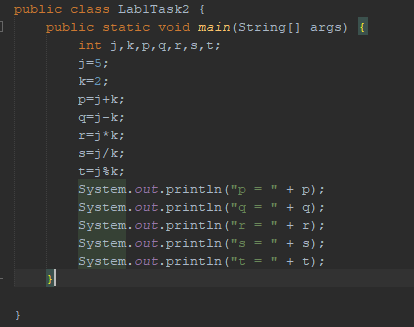 public class Lab1Task2 {
public static void main(String[] args) {
int j,k,p,q,r,s,t;
j=5;
k=2;
p=j+k;
q=j-k;
r=j*k;
s=j/k;
t=j%k;
System.out.println("p = " + p);
System.out.println("q = " + q);
System.out.println("r = " + r);
System.out.println("s = " + s);
System.out.println("t = " + t);
}
}